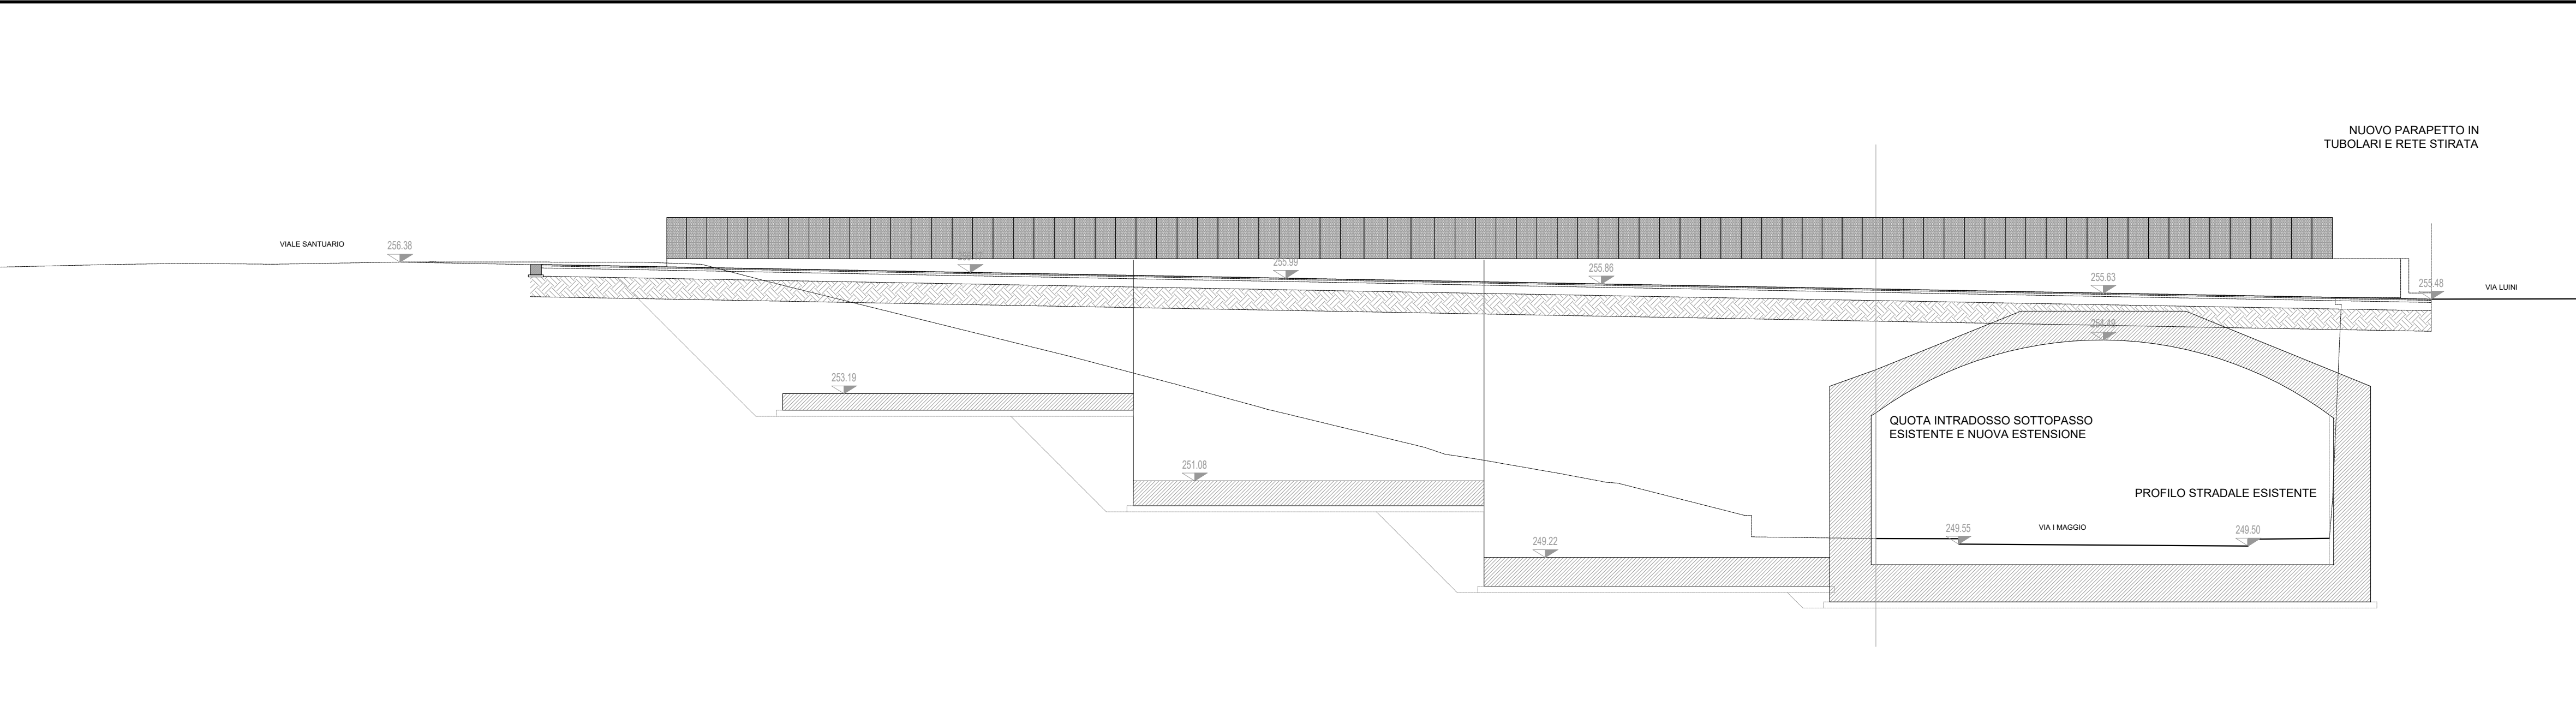 NUOVO PARAPETTO IN
TUBOLARI E RETE STIRATA
VIALE SANTUARIO
256.38
255.99
255.86
255.63
255.48
VIA LUINI
254.49
253.19
QUOTA INTRADOSSO SOTTOPASSO
ESISTENTE E NUOVA ESTENSIONE
251.08
PROFILO STRADALE ESISTENTE
249.55
VIA I MAGGIO
249.50
249.22